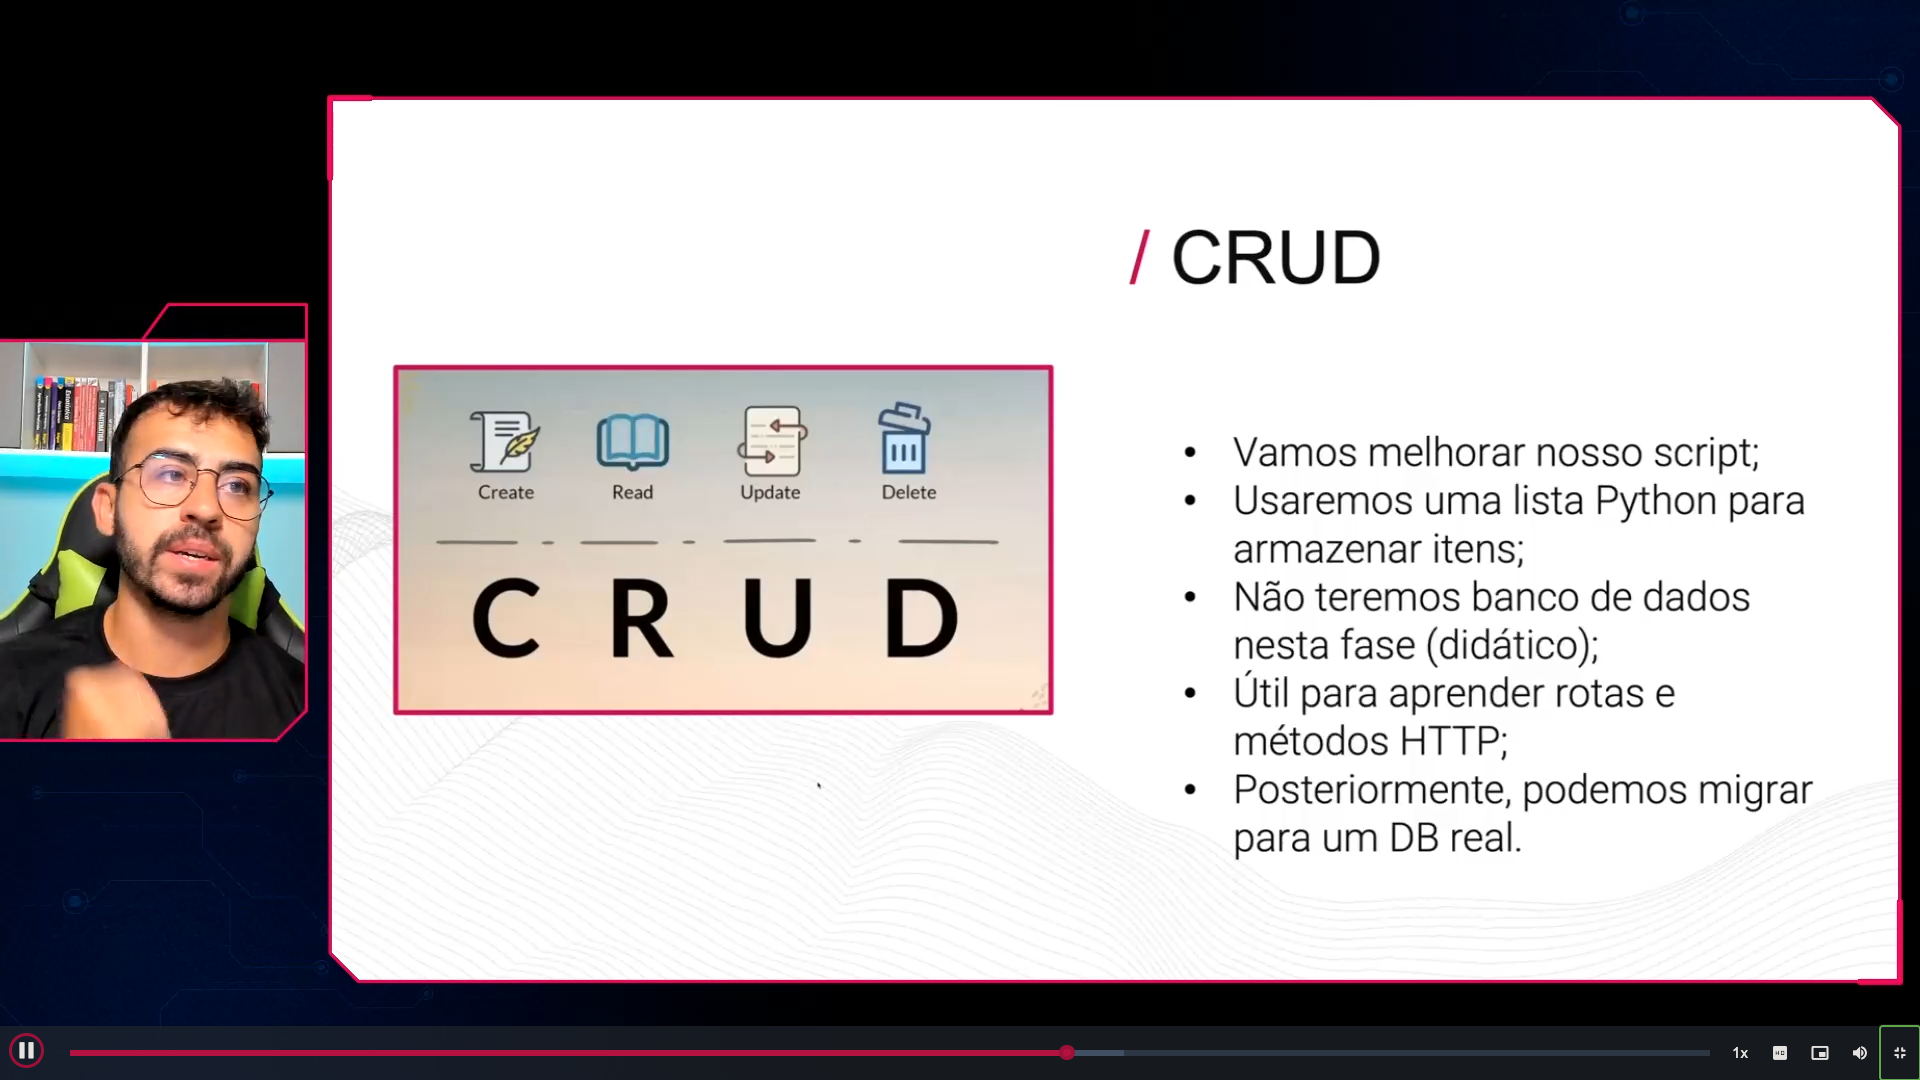 / CRUD
Create Read Update Delete
C R U D
• Vamos melhorar nosso script;
• Usaremos uma lista Python para
armazenar itens;
• Não teremos banco de dados
nesta fase (didático);
• Útil para aprender rotas e
métodos HTTP;
• Posteriormente, podemos migrar
para um DB real.
1x